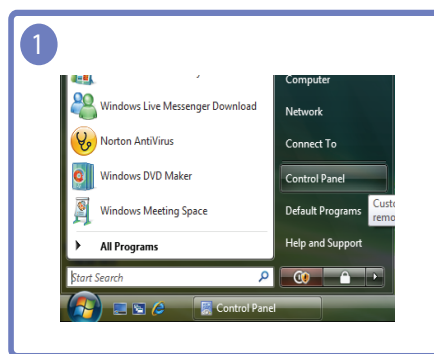 1
Computer
Windows Live Messenger Download
Network
Norton AntiVirus
Connect To
Windows DVD Maker
Control Panel
Windows Meeting Space
Default Programs
remo
All Programs
Help and Support
Start Search
Control Panel